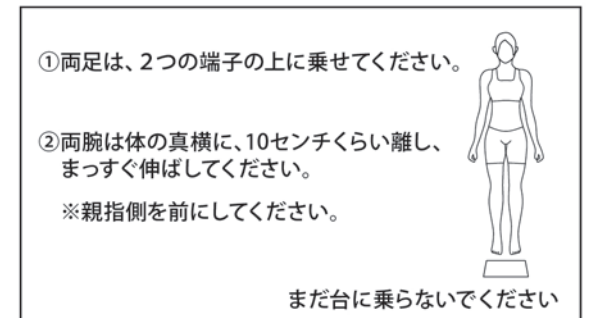 ①両足は、2つの端子の上に乗せてください。
②両腕は体の真横に、10センチくらい離し、
まっすぐ伸ばしてください。
※親指側を前にしてください。
まだ台に乗らないでください